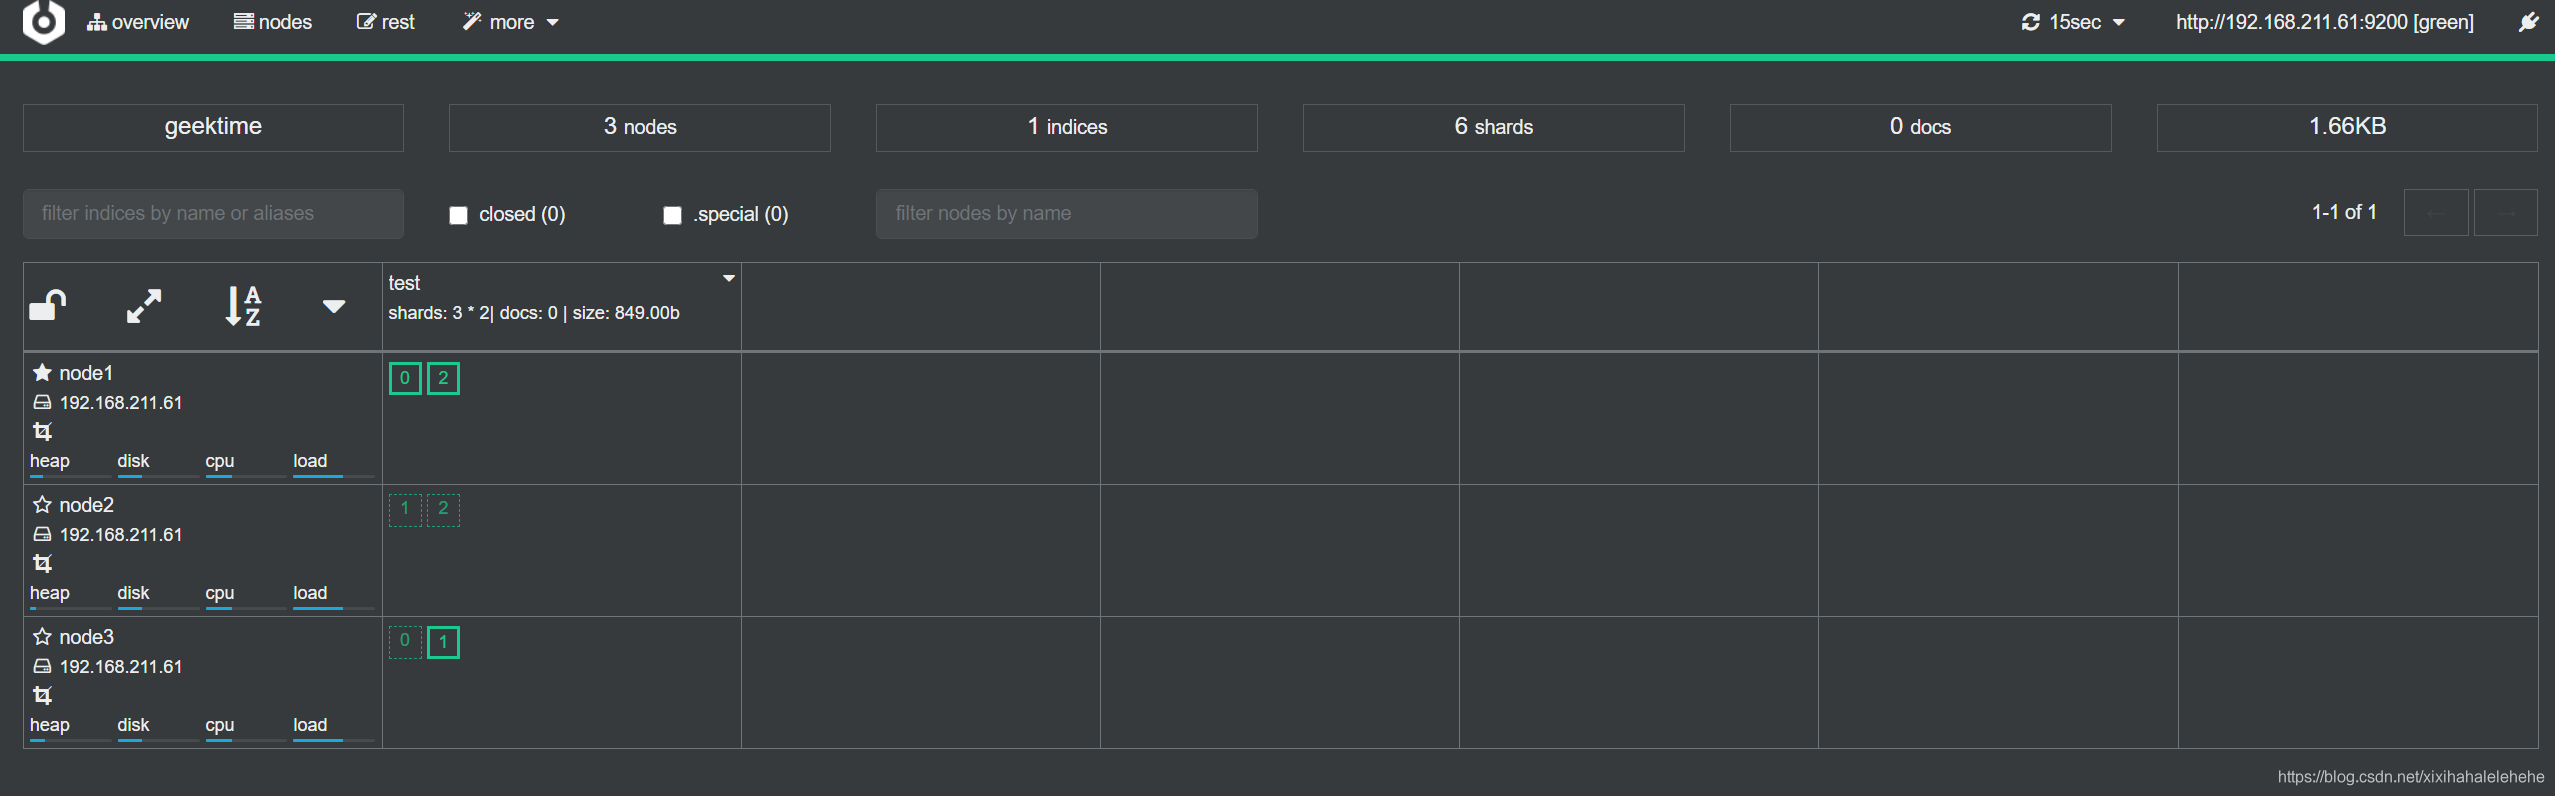 overview nodes rest more 15sec http://192.168.211.61:9200 [green]
geektime 3 nodes 1 indices 6 shards 0 docs 1.66KB
filter indices by name or aliases closed (0) .special (0) filter nodes by name 1-1 of 1 ← →
A
Z
test
shards: 3 * 2| docs: 0 | size: 849.00b
node1 0 2
192.168.211.61
heap disk cpu load
node2 1 2
192.168.211.61
heap disk cpu load
node3 0 1
192.168.211.61
heap disk cpu load
https://blog.csdn.net/xixihahalelehehe